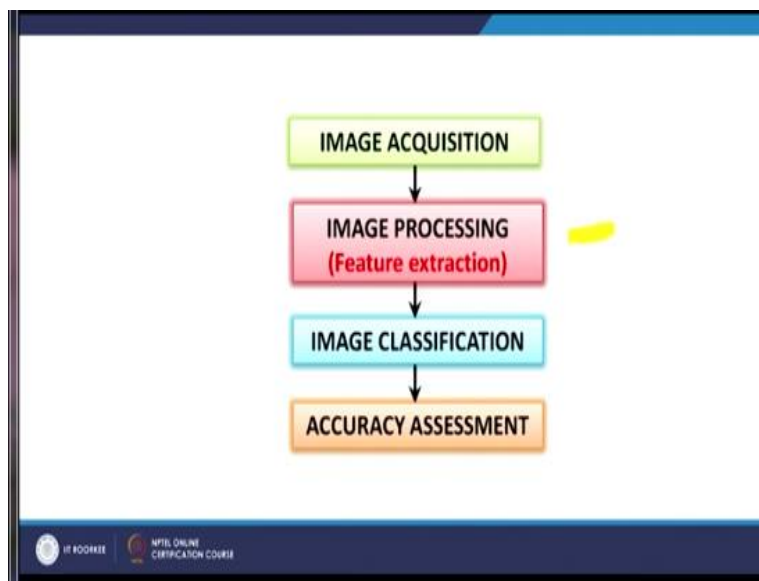 IMAGE ACQUISITION
IMAGE PROCESSING
(Feature extraction)
IMAGE CLASSIFICATION
ACCURACY ASSESSMENT
IIT ROORKEE
NPTEL ONLINE
CERTIFICATION COURSE